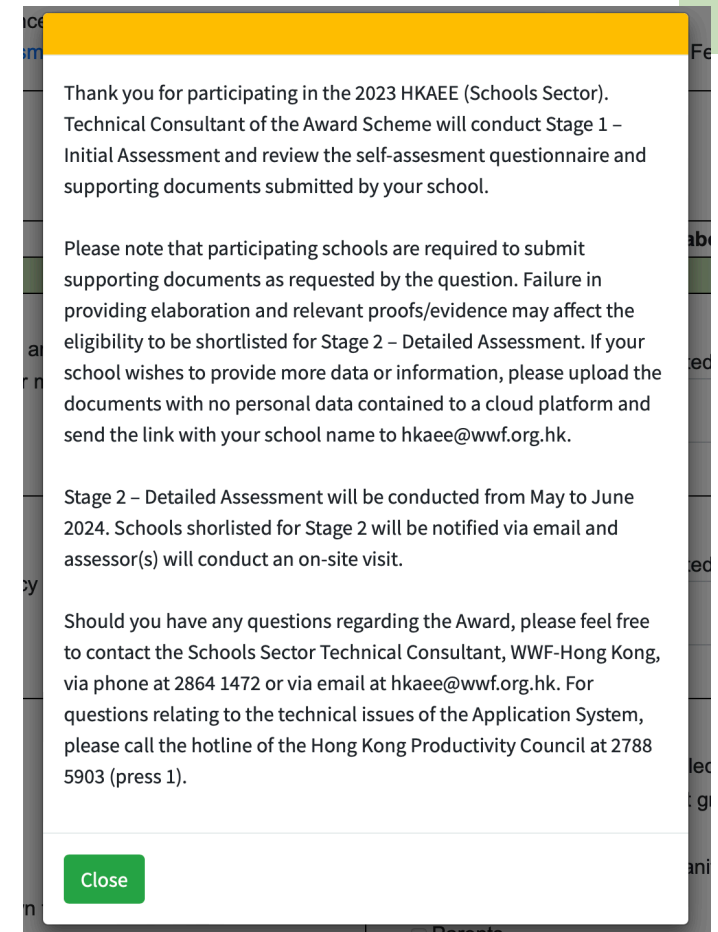 Thank you for participating in the 2023 HKAEE (Schools Sector).
Technical Consultant of the Award Scheme will conduct Stage 1 –
Initial Assessment and review the self-assesment questionnaire and
supporting documents submitted by your school.
Please note that participating schools are required to submit
supporting documents as requested by the question. Failure in
providing elaboration and relevant proofs/evidence may affect the
eligibility to be shortlisted for Stage 2 – Detailed Assessment. If your
school wishes to provide more data or information, please upload the
documents with no personal data contained to a cloud platform and
send the link with your school name to hkaee@wwf.org.hk.
Stage 2 – Detailed Assessment will be conducted from May to June
2024. Schools shorlisted for Stage 2 will be notified via email and
assessor(s) will conduct an on-site visit.
Should you have any questions regarding the Award, please feel free
to contact the Schools Sector Technical Consultant, WWF-Hong Kong,
via phone at 2864 1472 or via email at hkaee@wwf.org.hk. For
questions relating to the technical issues of the Application System,
please call the hotline of the Hong Kong Productivity Council at 2788
5903 (press 1).
Close